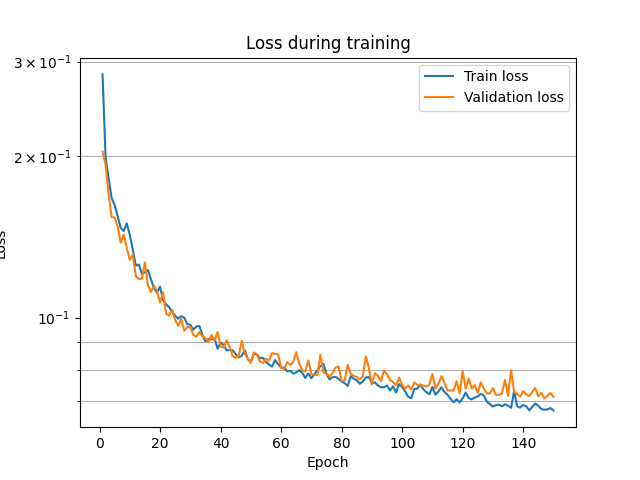 Loss during training
3 × 10⁻¹
2 × 10⁻¹
10⁻¹
Loss
Train loss
Validation loss
0 20 40 60 80 100 120 140
Epoch